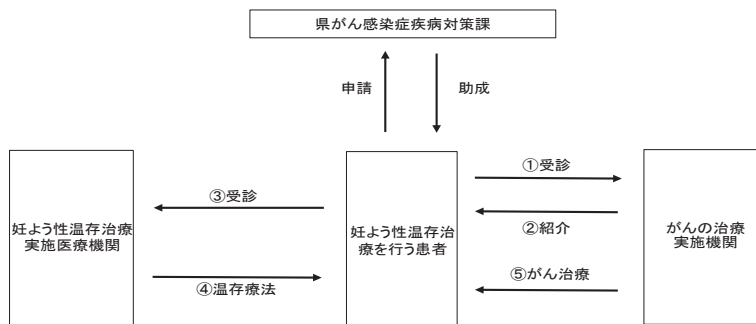 県がん感染症疾病対策課
申請
助成
①受診
③受診
妊よう性温存治療
実施医療機関
妊よう性温存治
療を行う患者
②紹介
がんの治療
実施機関
④温存療法
⑤がん治療